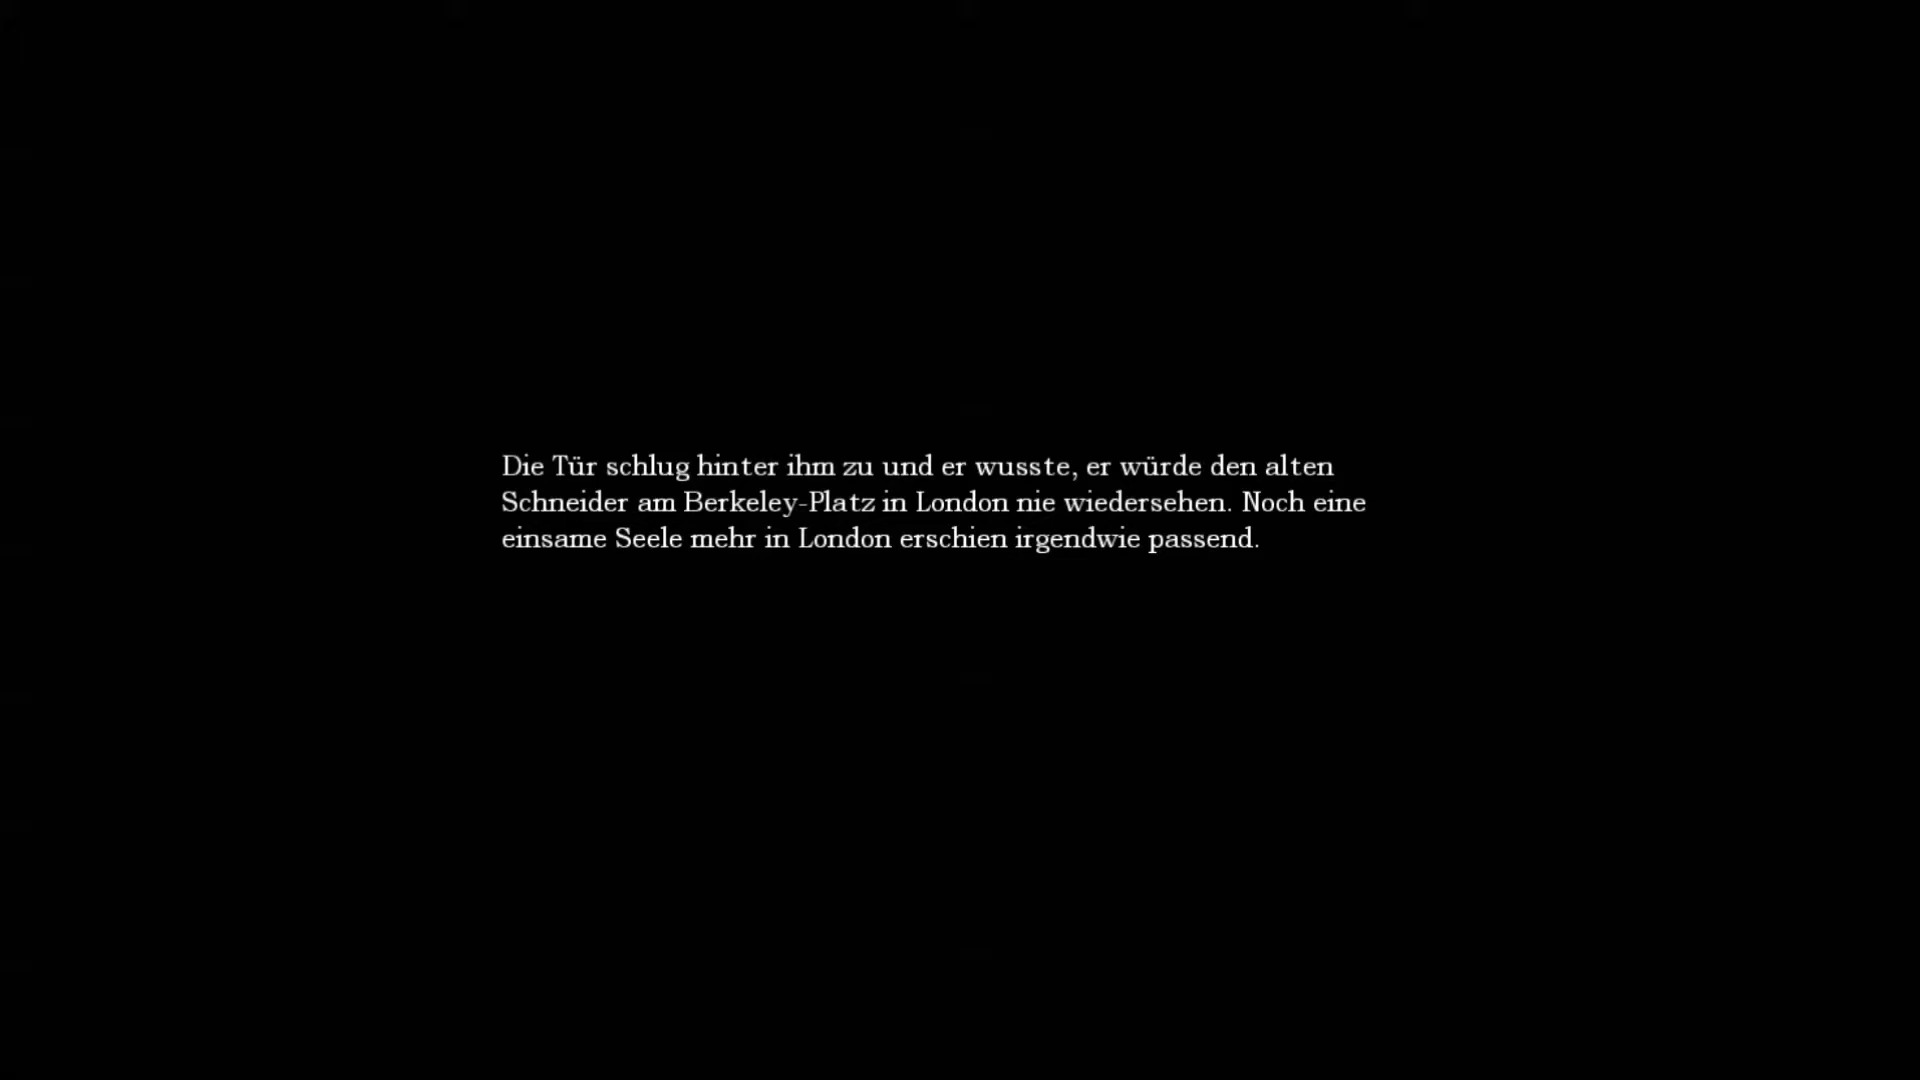 Die Tür schlug hinter ihm zu und er wusste, er würde den alten
Schneider am Berkeley-Platz in London nie wiedersehen. Noch eine
einsame Seele mehr in London erschien irgendwie passend.